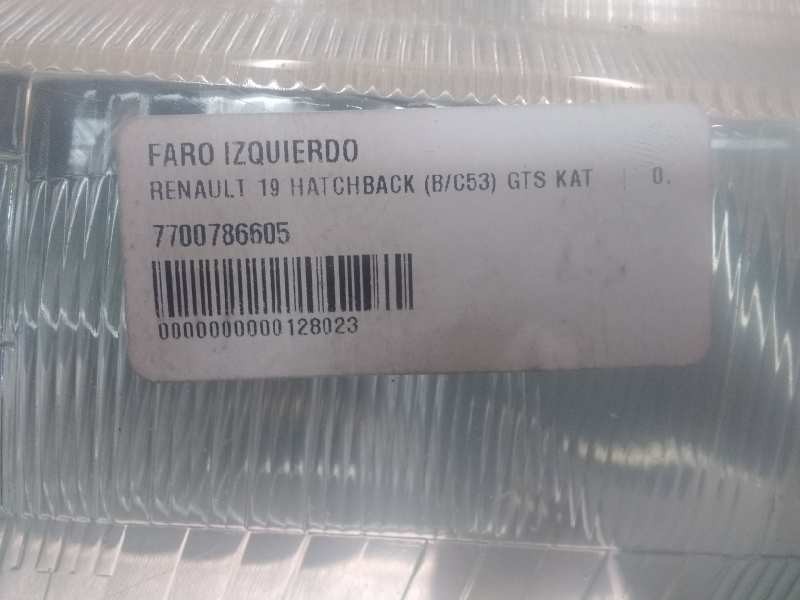 FARO IZQUIERDO
RENAULT 19 HATCHBACK (B/C53) GTS KAT | 0.
7700786605
0000000000128023